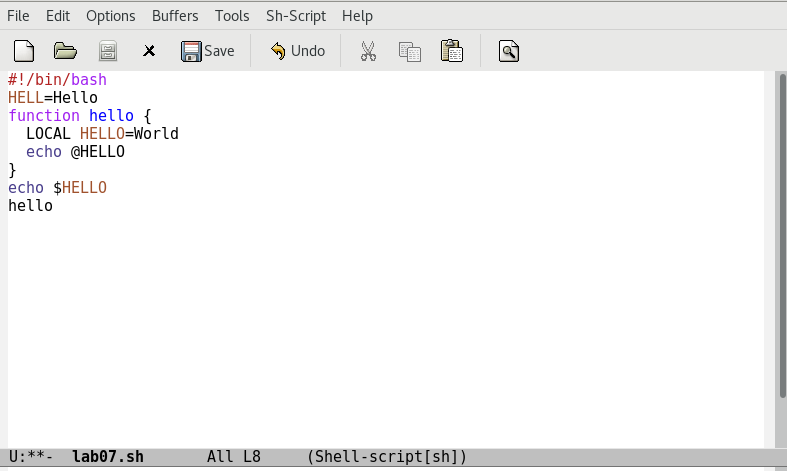 File Edit Options Buffers Tools Sh-Script Help
Save Undo
#!/bin/bash
HELL=Hello
function hello {
  LOCAL HELLO=World
  echo @HELLO
}
echo $HELLO
hello
U:**-  lab07.sh       All L8     (Shell-script[sh])